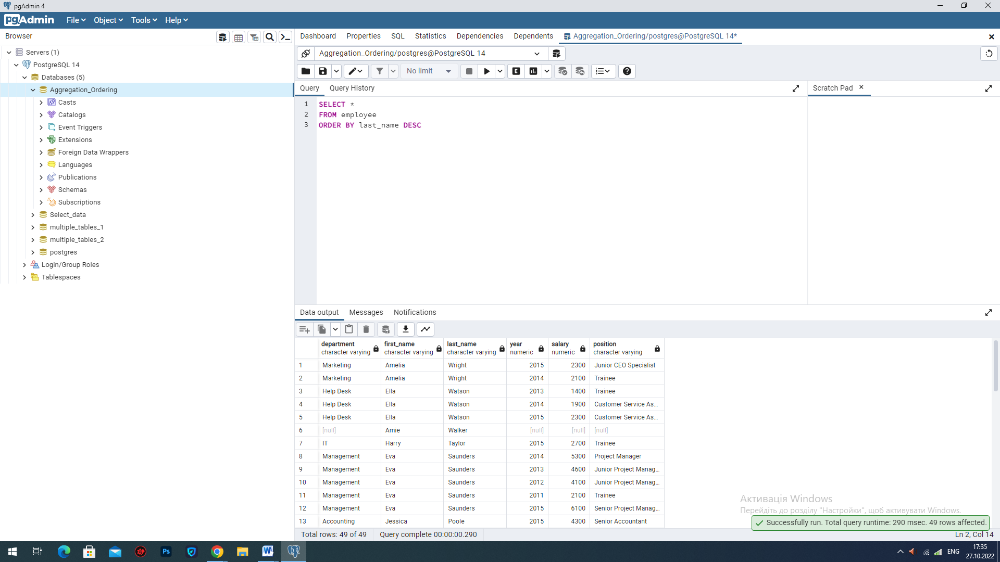 pgAdmin 4
pgAdmin File Object Tools Help
Browser
Dashboard Properties SQL Statistics Dependencies Dependents Aggregation_Ordering/postgres@PostgreSQL 14*
Servers (1)
PostgreSQL 14
Databases (5)
Aggregation_Ordering
Casts
Catalogs
Event Triggers
Extensions
Foreign Data Wrappers
Languages
Publications
Schemas
Subscriptions
Select_data
multiple_tables_1
multiple_tables_2
postgres
Login/Group Roles
Tablespaces
Aggregation_Ordering/postgres@PostgreSQL 14
No limit
E
Query Query History
Scratch Pad
1 SELECT *
2 FROM employee
3 ORDER BY last_name DESC
Data output Messages Notifications
department first_name last_name year salary position
character varying character varying character varying numeric numeric character varying
1 Marketing Amelia Wright 2015 2300 Junior CEO Specialist
2 Marketing Amelia Wright 2014 2100 Trainee
3 Help Desk Ella Watson 2013 1400 Trainee
4 Help Desk Ella Watson 2014 1900 Customer Service As...
5 Help Desk Ella Watson 2015 2300 Customer Service As...
6 [null] Amie Walker [null] [null] [null]
7 IT Harry Taylor 2015 2700 Trainee
8 Management Eva Saunders 2014 5300 Project Manager
9 Management Eva Saunders 2013 4600 Junior Project Manag...
10 Management Eva Saunders 2012 4100 Junior Project Manag...
11 Management Eva Saunders 2011 2100 Trainee
12 Management Eva Saunders 2015 6100 Senior Project Manag...
13 Accounting Jessica Poole 2015 4300 Senior Accountant
Активація Windows
Перейдіть до розділу "Настройки", щоб активувати Windows.
Successfully run. Total query runtime: 290 msec. 49 rows affected.
Total rows: 49 of 49 Query complete 00:00:00.290
Ln 2, Col 14
Ps
W
ENG
17:35
27.10.2022